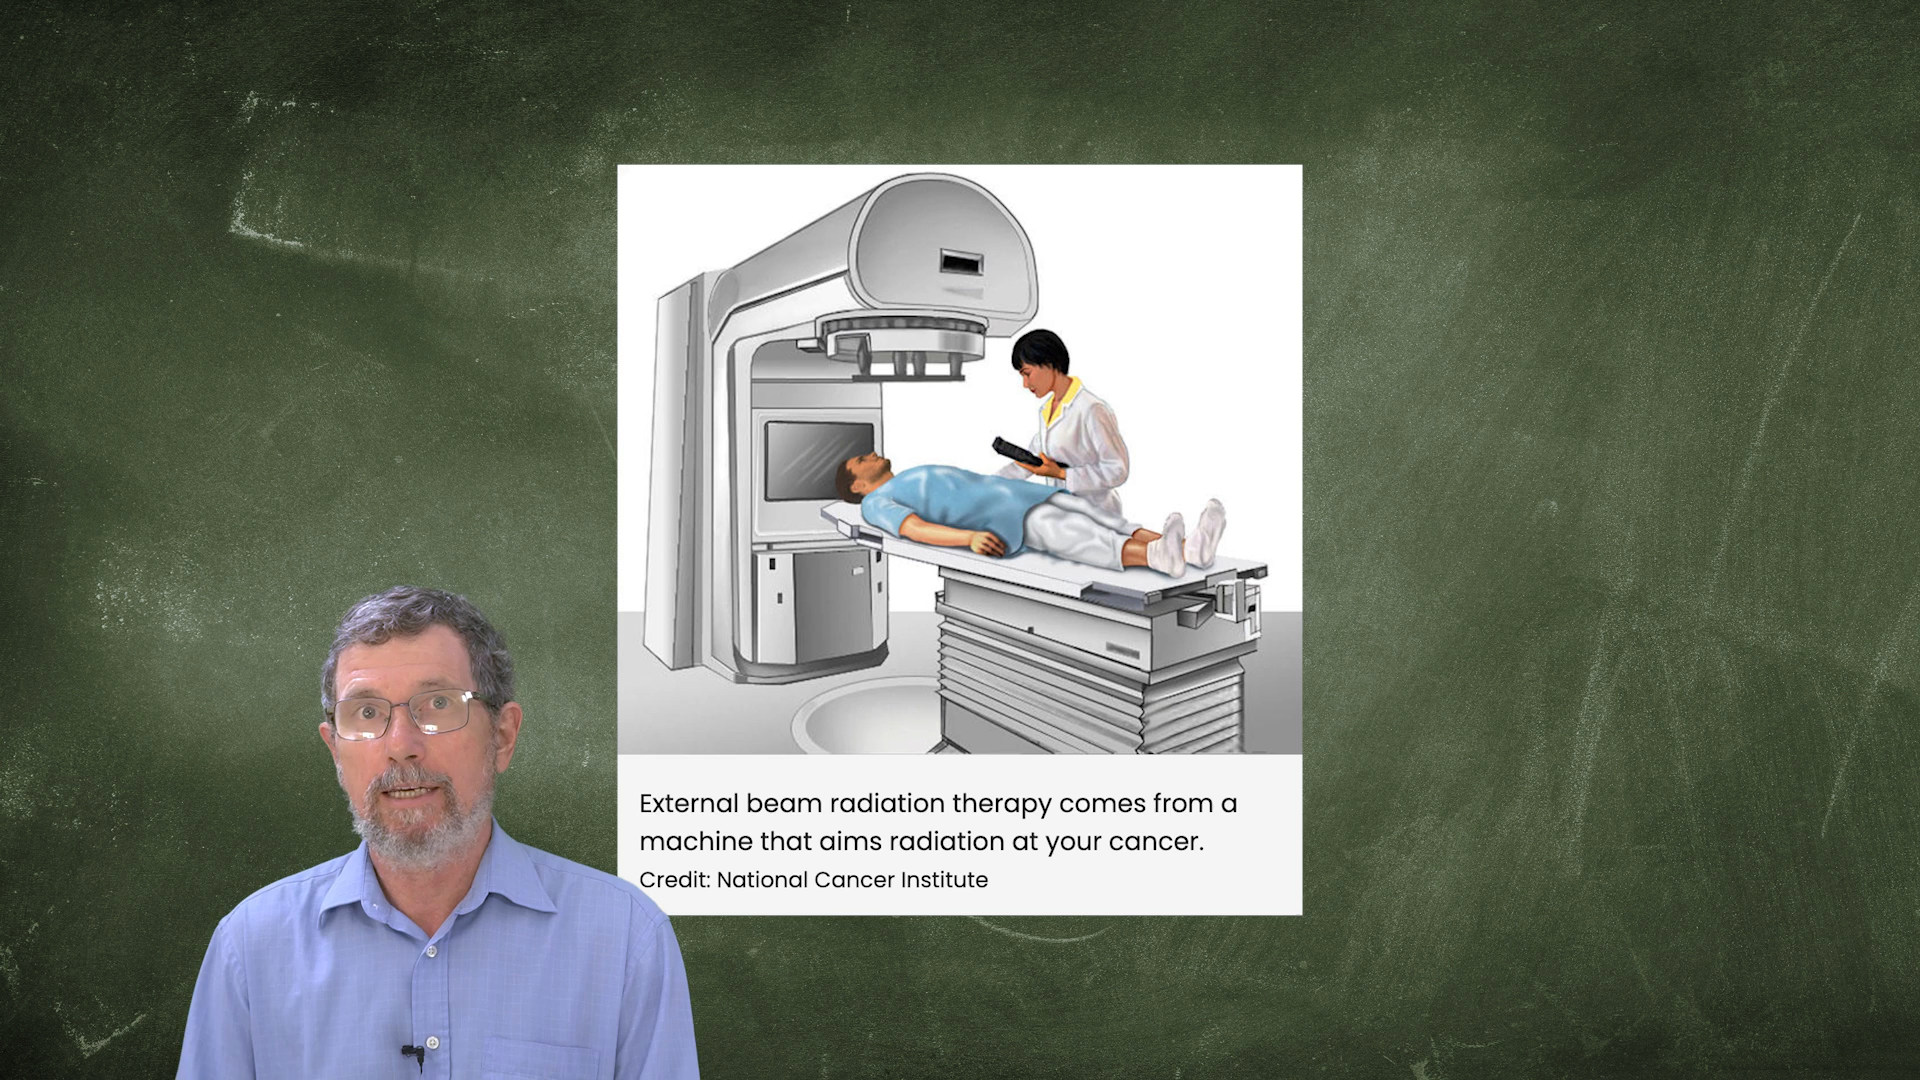 External beam radiation therapy comes from a
machine that aims radiation at your cancer.
Credit: National Cancer Institute